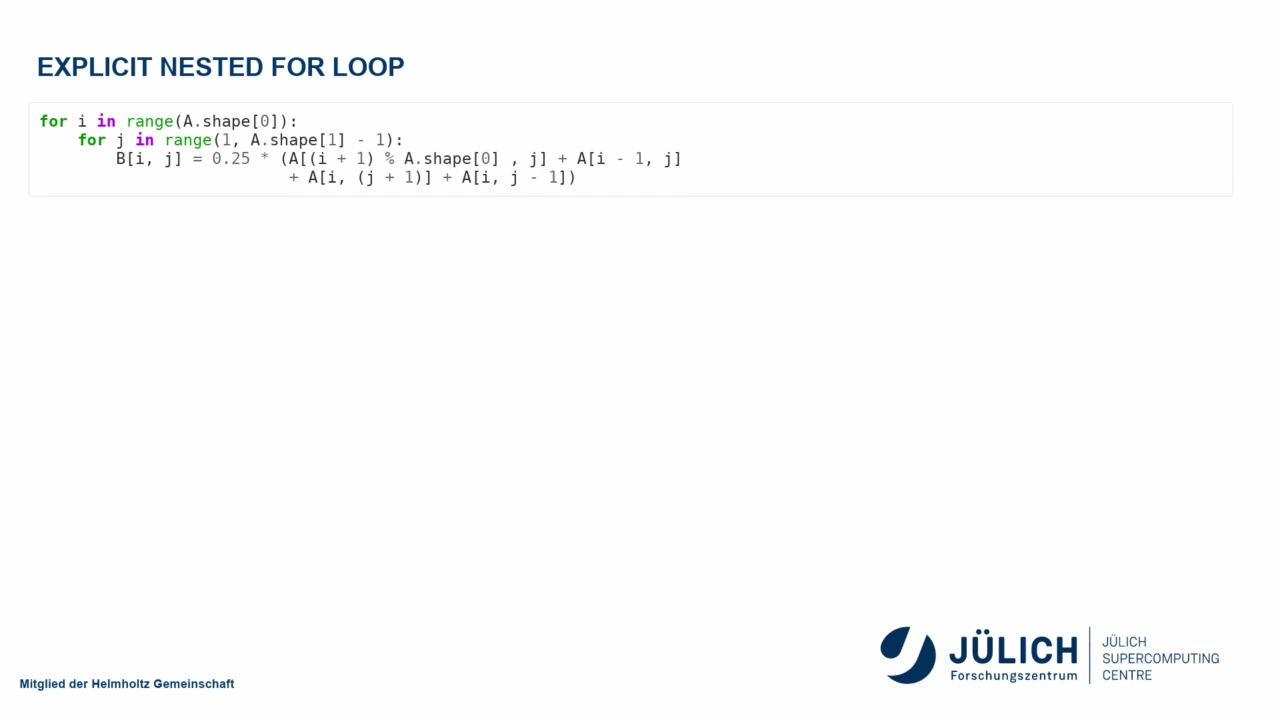 EXPLICIT NESTED FOR LOOP
for i in range(A.shape[0]):
    for j in range(1, A.shape[1] - 1):
        B[i, j] = 0.25 * (A[(i + 1) % A.shape[0] , j] + A[i - 1, j]
                          + A[i, (j + 1)] + A[i, j - 1])
JÜLICH
Forschungszentrum
JÜLICH
SUPERCOMPUTING
CENTRE
Mitglied der Helmholtz Gemeinschaft